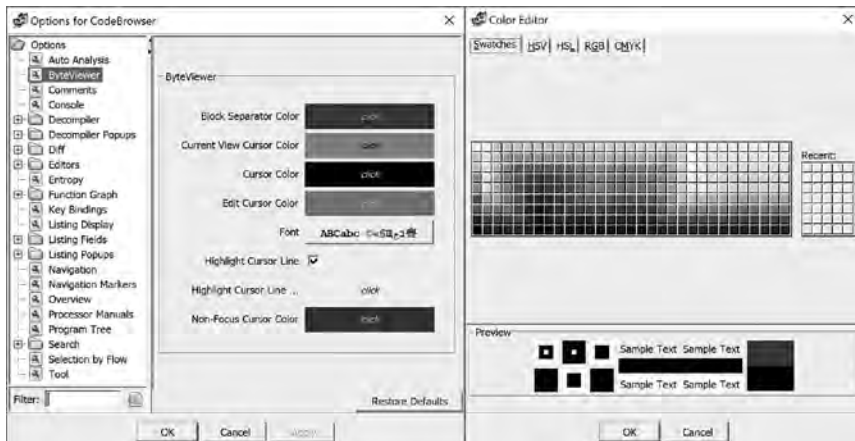 Options for CodeBrowser
Options
Auto Analysis
ByteViewer
Comments
Console
Decompiler
Decompiler Popups
Diff
Editors
Entropy
Function Graph
Key Bindings
Listing Display
Listing Fields
Listing Popups
Navigation
Navigation Markers
Overview
Processor Manuals
Program Tree
Search
Selection by Flow
Tool
Filter:
ByteViewer
Block Separator Color click
Current View Cursor Color click
Cursor Color click
Edit Cursor Color click
Font ABCabc
Highlight Cursor Line
Highlight Cursor Line ... click
Non-Focus Cursor Color click
Restore Defaults
OK Cancel Apply
Color Editor
Swatches HSV HSL RGB CMYK
Recent:
Preview
Sample Text Sample Text
Sample Text Sample Text
OK Cancel